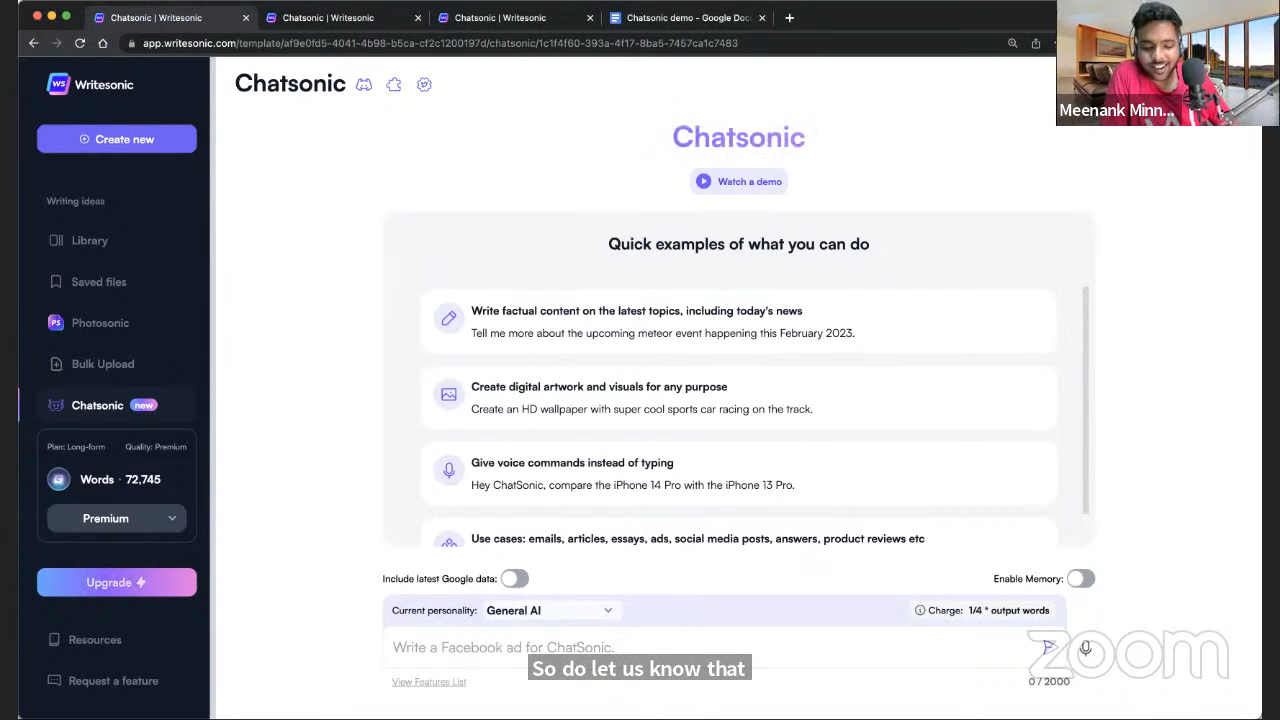 Chatsonic | Writesonic
Chatsonic | Writesonic
Chatsonic | Writesonic
Chatsonic demo - Google Docs
app.writesonic.com/template/af9e0fd5-4041-4b98-b5ca-cf2c1200197d/chatsonic/1c1f4f60-393a-4f17-8ba5-7457ca1c7483
Meenank Minn...
WS Writesonic
Chatsonic
Create new
Chatsonic
Watch a demo
Writing ideas
Library
Saved files
PS Photosonic
Bulk Upload
Chatsonic new
Plan: Long-form Quality: Premium
Words · 72,745
Premium
Upgrade
Resources
Request a feature
Quick examples of what you can do
Write factual content on the latest topics, including today's news
Tell me more about the upcoming meteor event happening this February 2023.
Create digital artwork and visuals for any purpose
Create an HD wallpaper with super cool sports car racing on the track.
Give voice commands instead of typing
Hey ChatSonic, compare the iPhone 14 Pro with the iPhone 13 Pro.
Use cases: emails, articles, essays, ads, social media posts, answers, product reviews etc
Include latest Google data: Enable Memory:
Current personality: General AI Charge: 1/4 * output words
Write a Facebook ad for ChatSonic.
zoom
So do let us know that
View Features List 0 / 2000